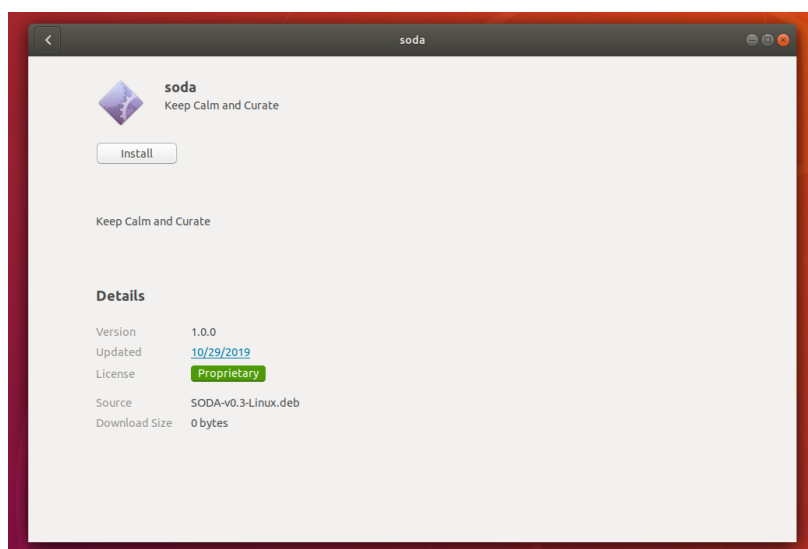 soda
soda
Keep Calm and Curate
Install
Keep Calm and Curate
Details
Version 1.0.0
Updated 10/29/2019
License Proprietary
Source SODA-v0.3-Linux.deb
Download Size 0 bytes